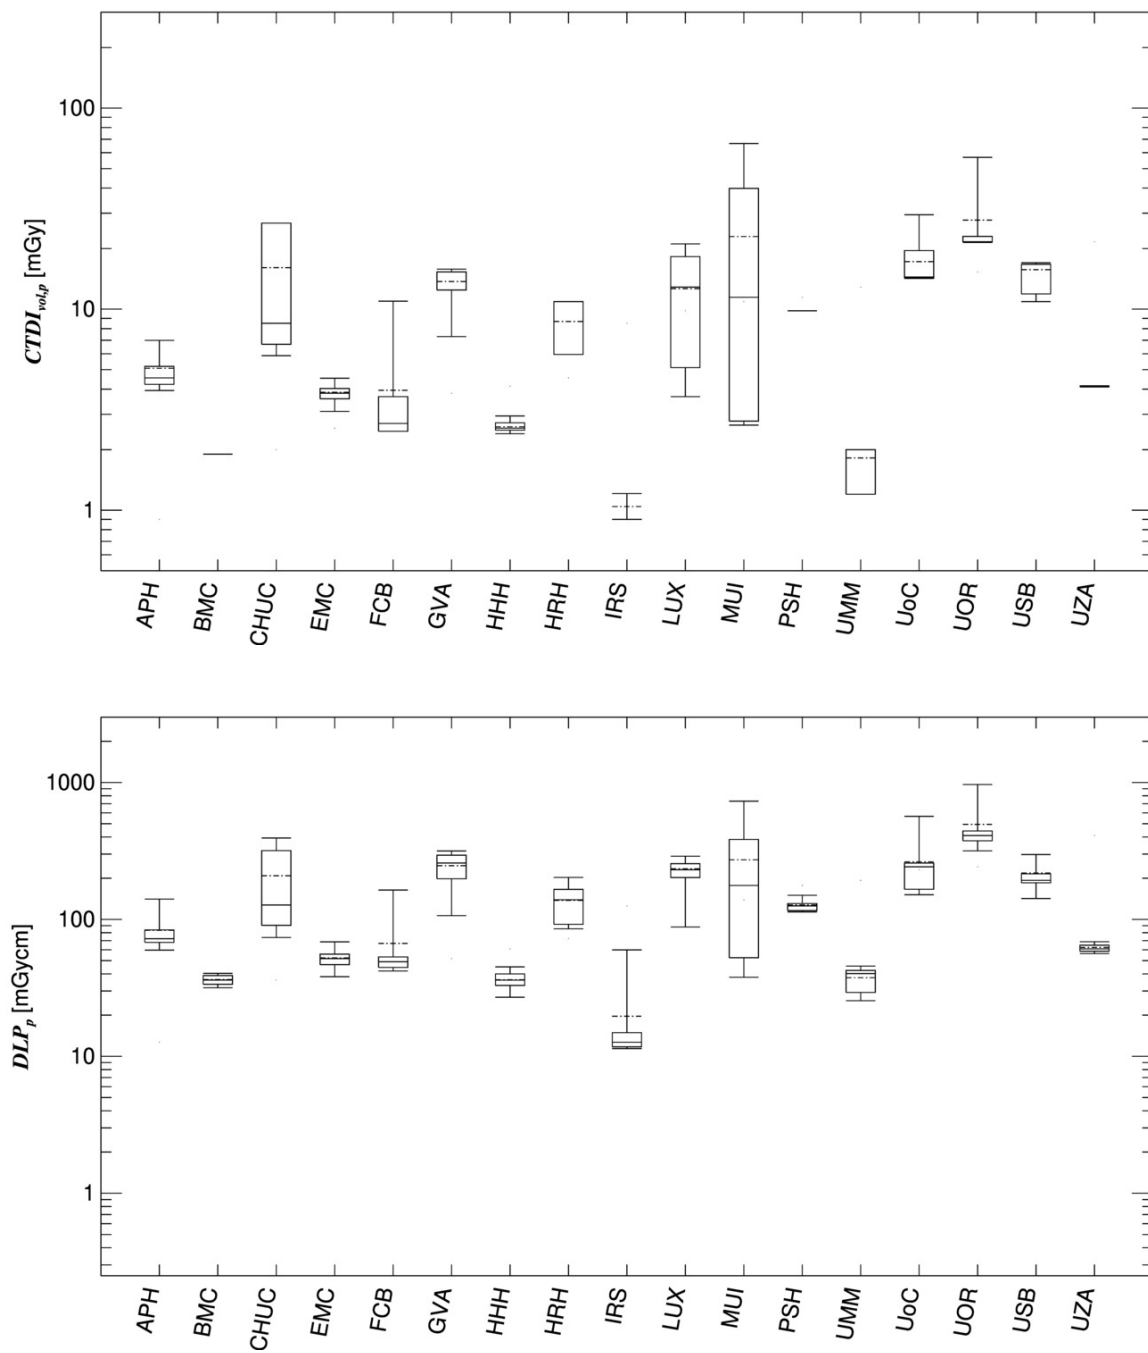 CTDI_vol,p [mGy]
100
10
1
APH BMC CHUC EMC FCB GVA HHH HRH IRS LUX MUI PSH UMM UoC UOR USB UZA
DLP_p [mGycm]
1000
100
10
1
APH BMC CHUC EMC FCB GVA HHH HRH IRS LUX MUI PSH UMM UoC UOR USB UZA